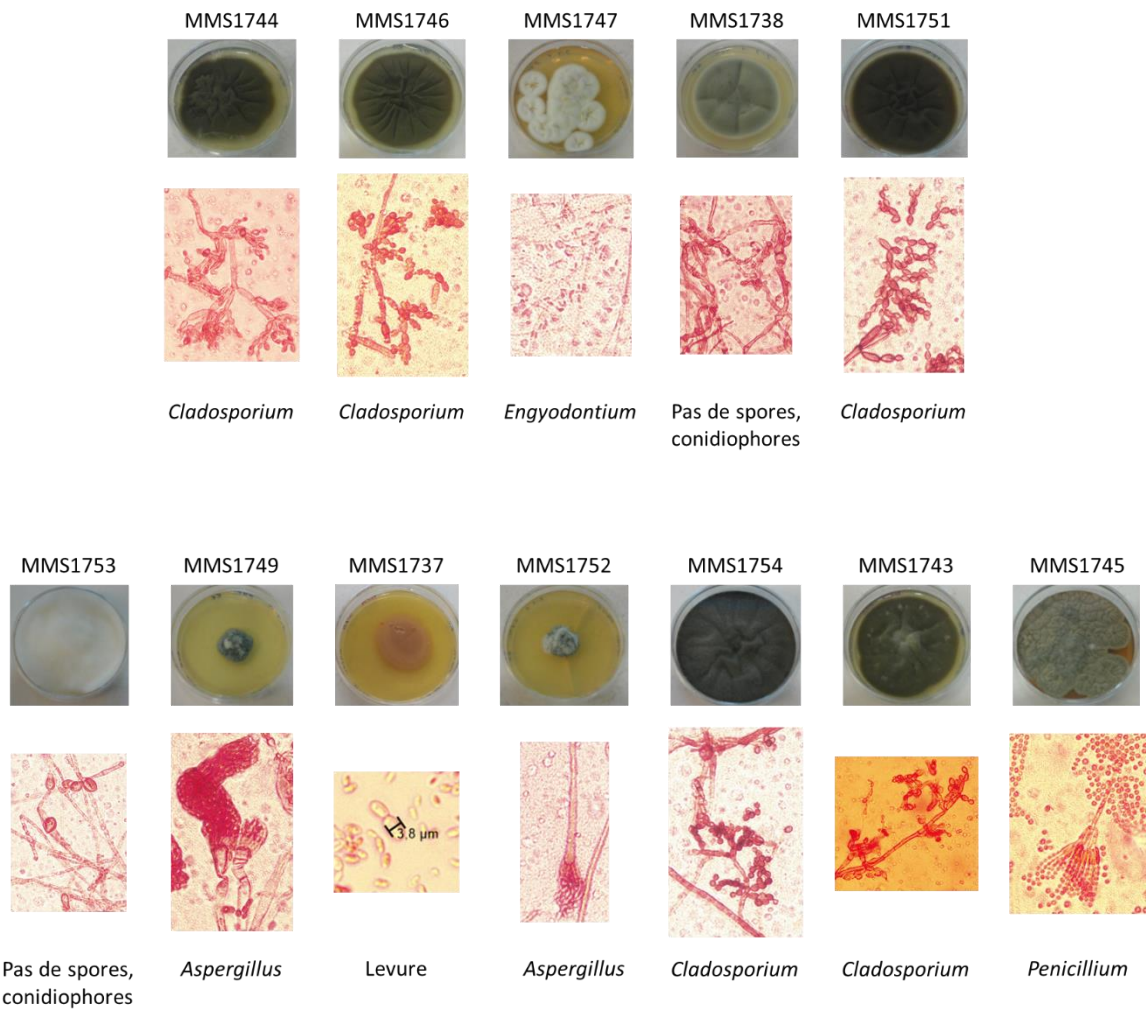 MMS1744 MMS1746 MMS1747 MMS1738 MMS1751
Cladosporium Cladosporium Engyodontium Pas de spores, Cladosporium
conidiophores
MMS1753 MMS1749 MMS1737 MMS1752 MMS1754 MMS1743 MMS1745
3,8 µm
Pas de spores, Aspergillus Levure Aspergillus Cladosporium Cladosporium Penicillium
conidiophores